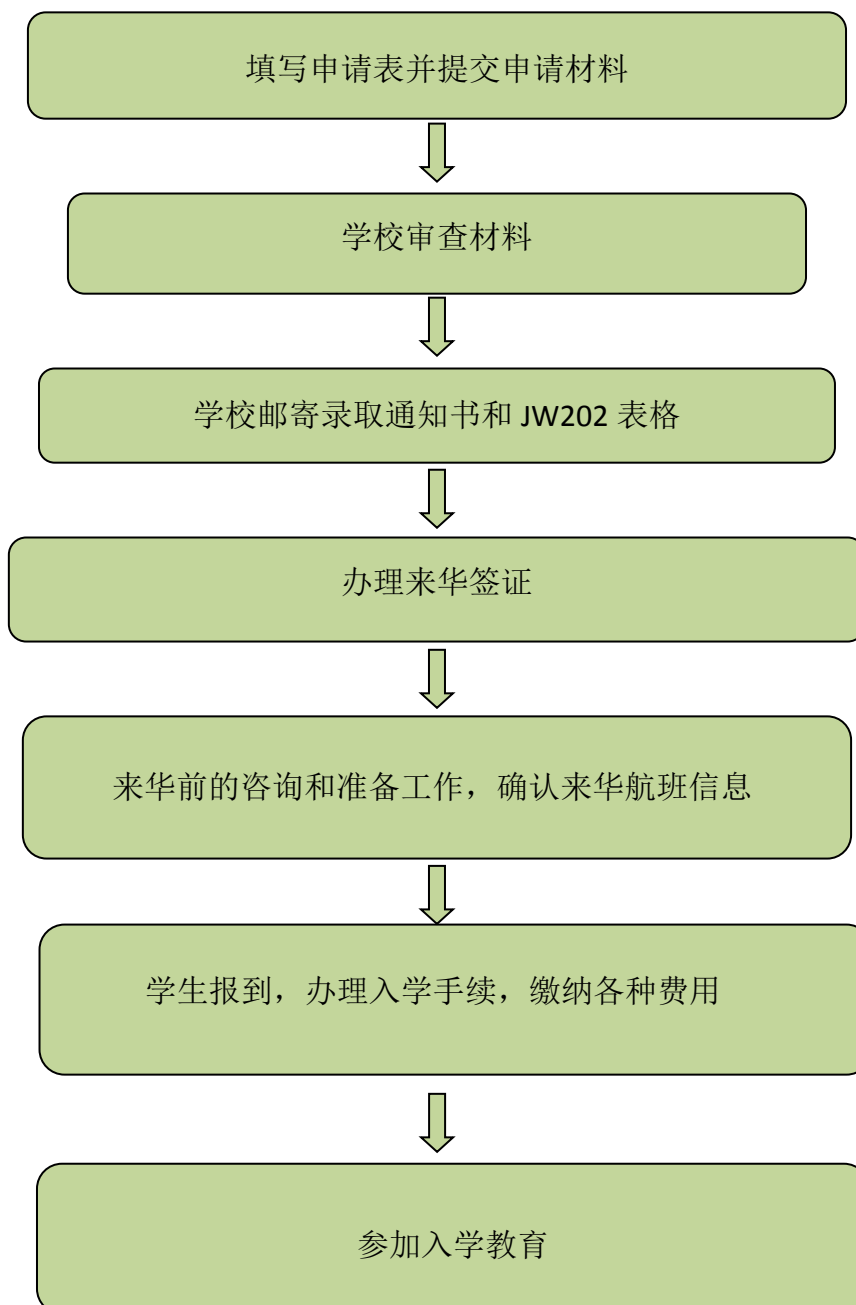 填写申请表并提交申请材料
学校审查材料
学校邮寄录取通知书和 JW202 表格
办理来华签证
来华前的咨询和准备工作，确认来华航班信息
学生报到，办理入学手续，缴纳各种费用
参加入学教育